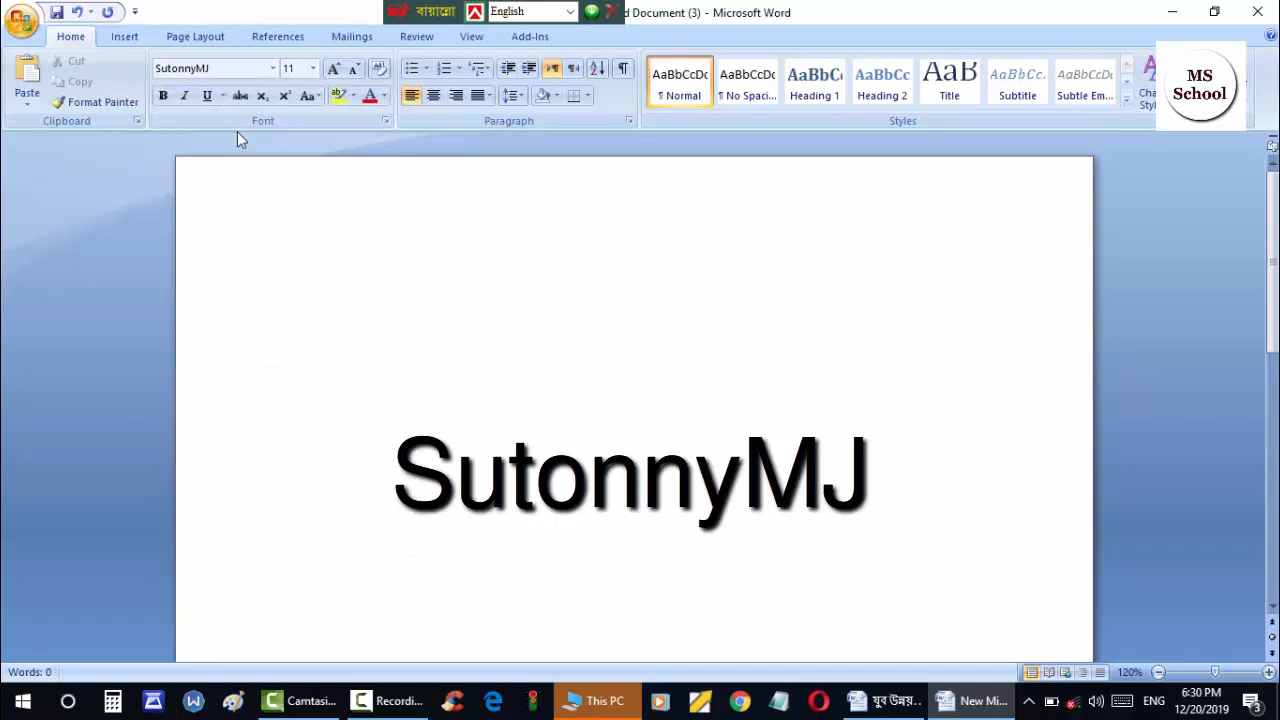 বায়ান্নো English d Document (3) - Microsoft Word
Home Insert Page Layout References Mailings Review View Add-Ins
Paste Cut Copy Format Painter
SutonnyMJ 11
AaBbCcDc AaBbCcDc AaBbC AaBbCc AaB AaBbCc. AaBbCcDc
¶ Normal ¶ No Spaci... Heading 1 Heading 2 Title Subtitle Subtle Em...
Clipboard Font Paragraph Styles
MS
School
SutonnyMJ
Words: 0 120%
Camtasi... Recordi... This PC যুব উন্নয়... New Mi... ENG 6:30 PM
12/20/2019